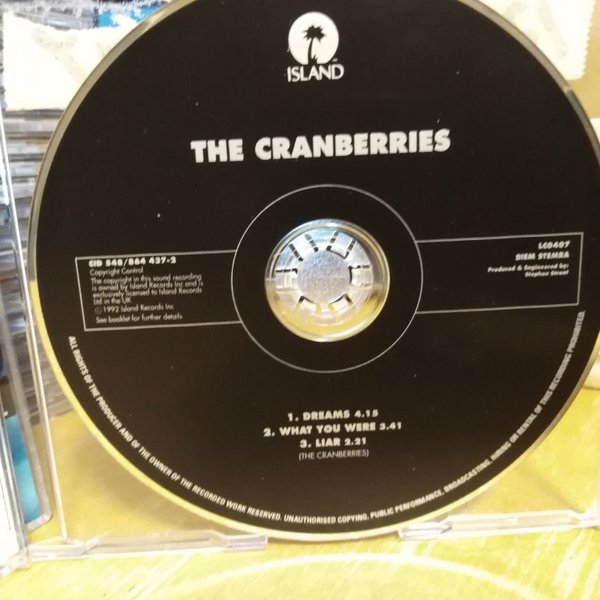 ISLAND
THE CRANBERRIES
CID 548/864 437-2
Copyright Control
The copyright in this sound recording
is owned by Island Records Inc and is
exclusively licensed to Island Records
Ltd in the UK
℗ 1992 Island Records Inc
See booklet for further details
LC0407
BIEM STEMRA
Produced & Engineered by:
Stephen Street
1. DREAMS 4.15
2. WHAT YOU WERE 3.41
3. LIAR 2.21
(THE CRANBERRIES)
ALL RIGHTS OF THE PRODUCER AND OF THE OWNER OF THE RECORDED WORK RESERVED. UNAUTHORISED COPYING, PUBLIC PERFORMANCE, BROADCASTING, HIRING OR RENTAL OF THIS RECORDING PROHIBITED